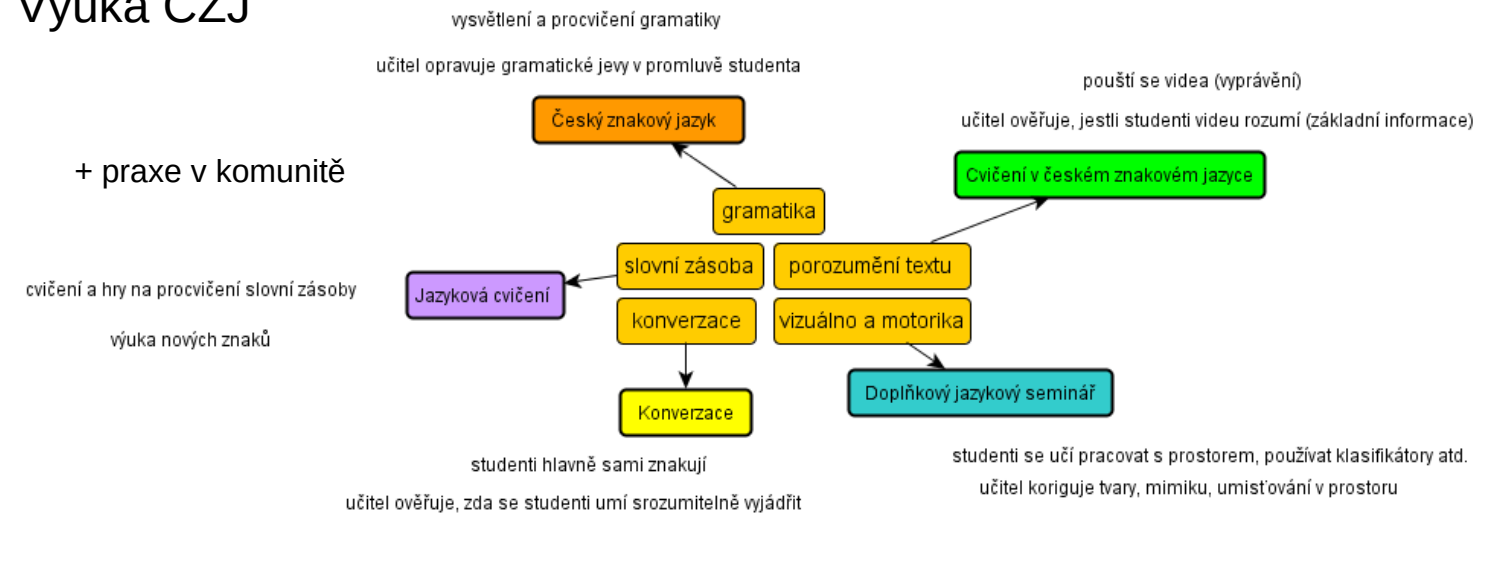 Výuka ČZJ
vysvětlení a procvičení gramatiky
učitel opravuje gramatické jevy v promluvě studenta
Český znakový jazyk
pouští se videa (vyprávění)
učitel ověřuje, jestli studenti videu rozumí (základní informace)
Cvičení v českém znakovém jazyce
+ praxe v komunitě
gramatika
slovní zásoba
porozumění textu
konverzace
vizuálno a motorika
Jazyková cvičení
cvičení a hry na procvičení slovní zásoby
výuka nových znaků
Konverzace
studenti hlavně sami znakují
učitel ověřuje, zda se studenti umí srozumitelně vyjádřit
Doplňkový jazykový seminář
studenti se učí pracovat s prostorem, používat klasifikátory atd.
učitel koriguje tvary, mimiku, umisťování v prostoru